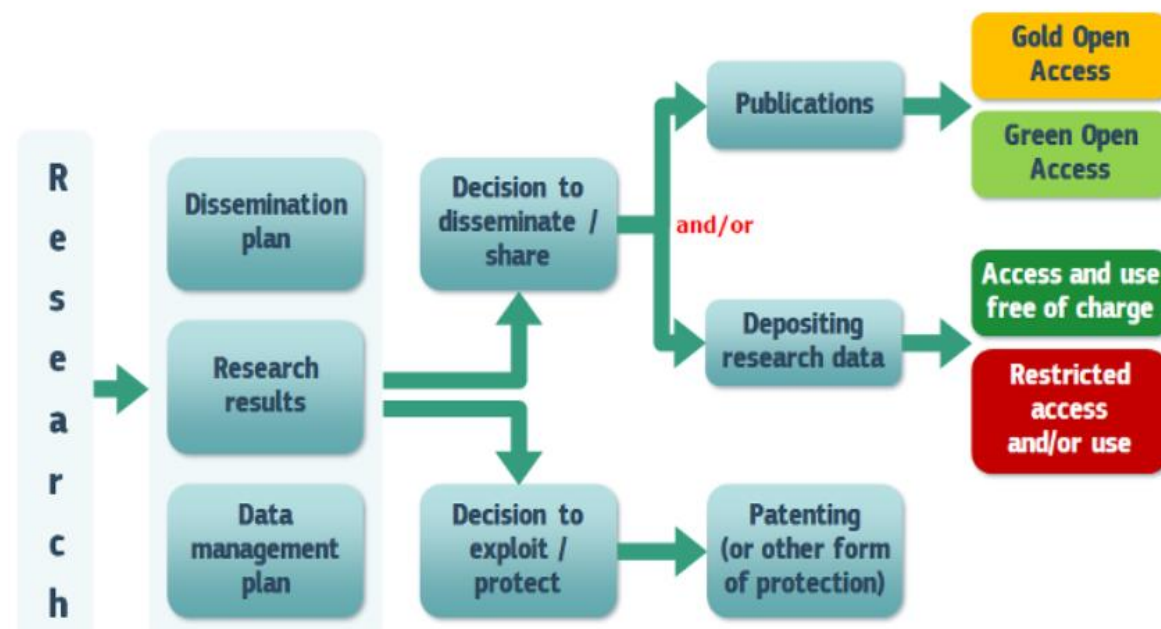 R
e
s
e
a
r
c
h
Dissemination
plan
Research
results
Data
management
plan
Decision to
disseminate /
share
Decision to
exploit /
protect
and/or
Publications
Depositing
research data
Patenting
(or other form
of protection)
Gold Open
Access
Green Open
Access
Access and use
free of charge
Restricted
access
and/or use